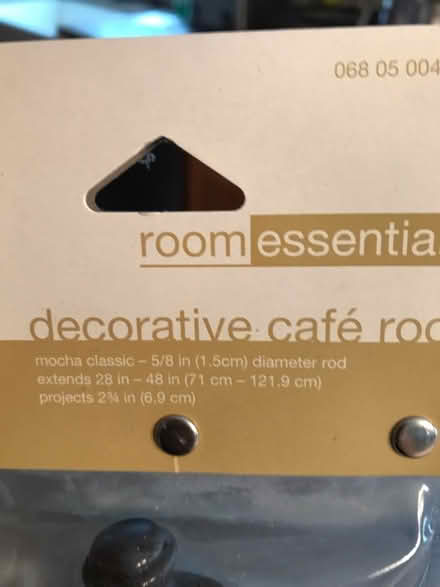 068 05 004
room essentia
decorative café roo
mocha classic – 5/8 in (1.5cm) diameter rod
extends 28 in – 48 in (71 cm – 121.9 cm)
projects 2¾ in (6.9 cm)